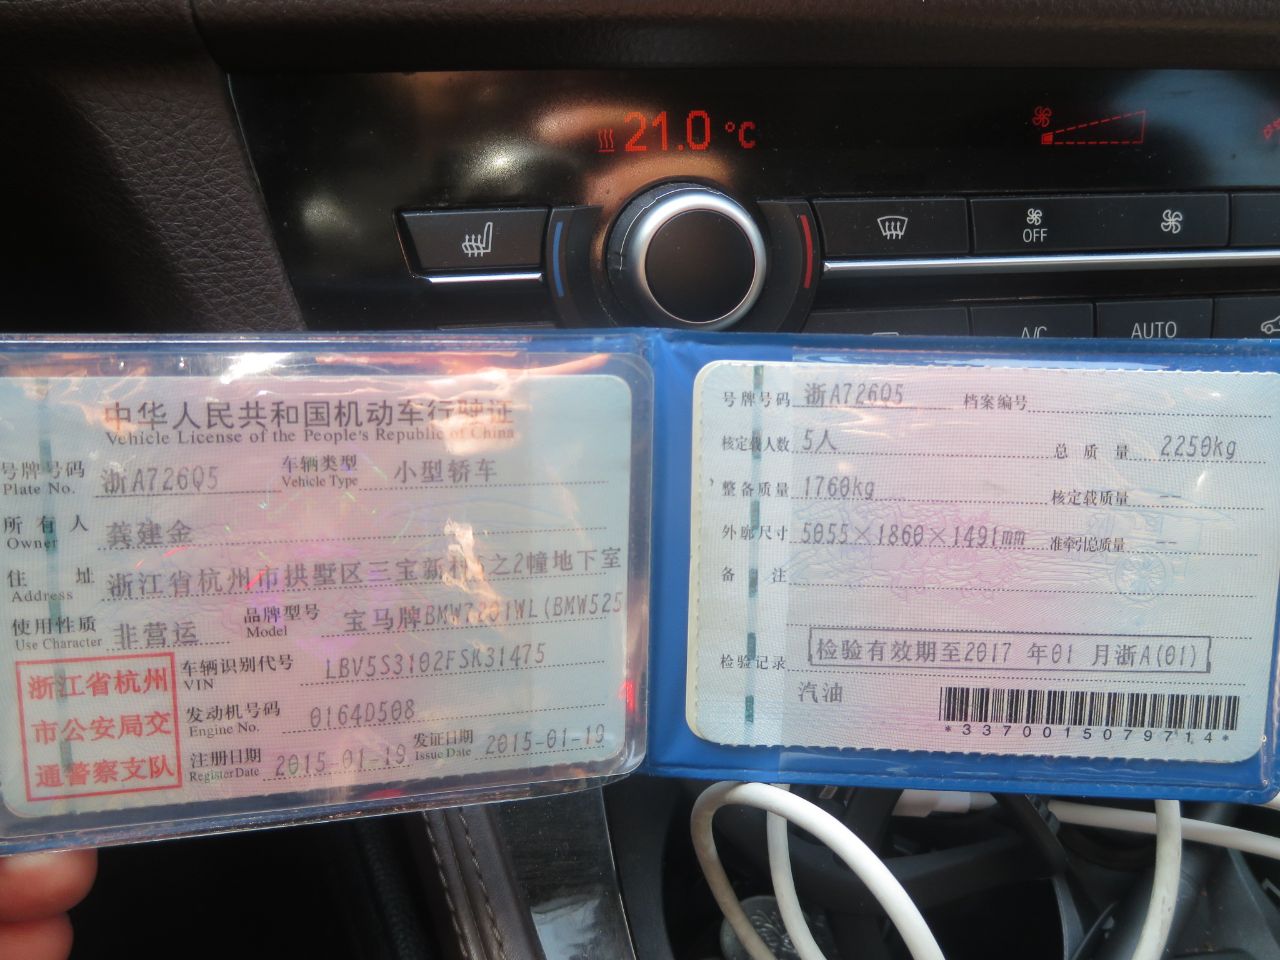 21.0 °C
OFF
A/C
AUTO
中华人民共和国机动车行驶证
Vehicle License of the People's Republic of China
号牌号码 浙A726Q5 车辆类型 小型轿车
Plate No. Vehicle Type
所有人 龚建金
Owner
住址 浙江省杭州市拱墅区三宝新村5之2幢地下室
Address
使用性质 非营运 品牌型号 宝马牌BMW7201WL(BMW525
Use Character Model
浙江省杭州
市公安局交
通警察支队
车辆识别代号 LBV5S3102FSK31475
VIN
发动机号码 0164D508
Engine No.
注册日期 2015-01-19 发证日期 2015-01-19
Register Date Issue Date
号牌号码 浙A726Q5 档案编号
核定载人数 5人 总质量 2250kg
整备质量 1760kg 核定载质量 --
外廓尺寸 5055×1860×1491mm 准牵引总质量 --
备注
检验记录 检验有效期至2017 年01 月浙A(01)
汽油
*3370015079714*